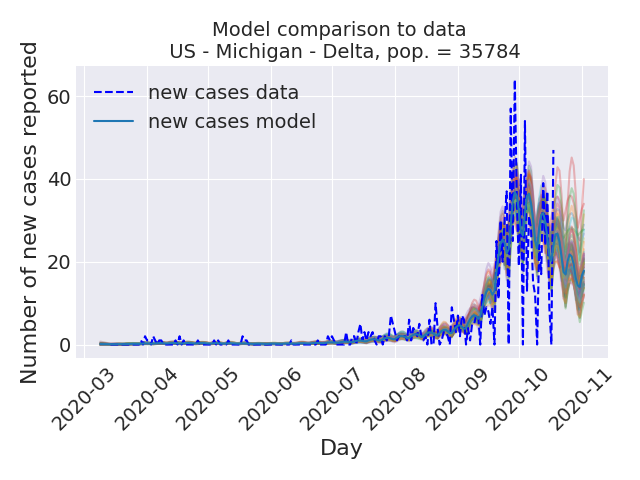 Model comparison to data
US - Michigan - Delta, pop. = 35784
Number of new cases reported
60
40
20
0
new cases data
new cases model
2020-03
2020-04
2020-05
2020-06
2020-07
2020-08
2020-09
2020-10
2020-11
Day